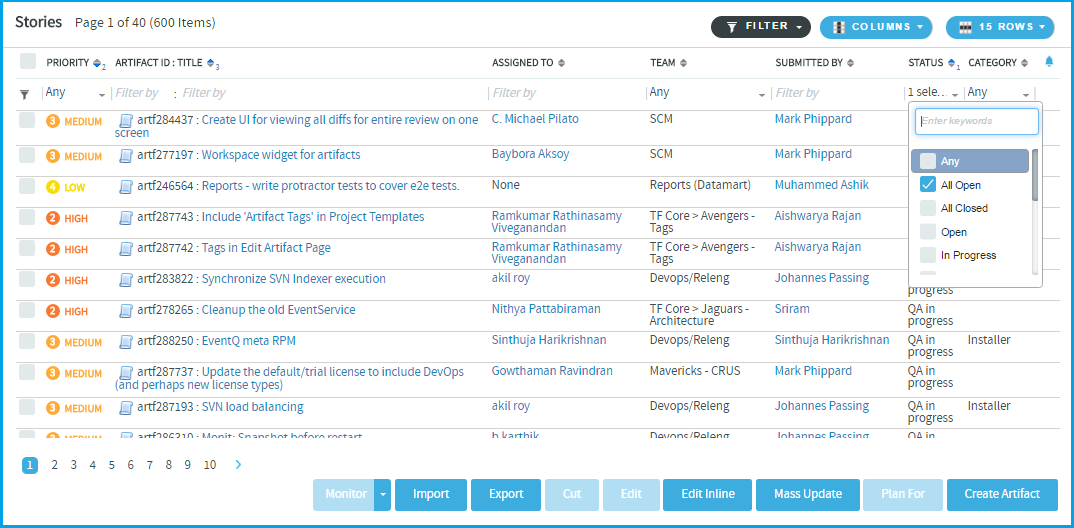 Stories Page 1 of 40 (600 Items) FILTER COLUMNS 15 ROWS
PRIORITY 2 ARTIFACT ID : TITLE 3 ASSIGNED TO TEAM SUBMITTED BY STATUS 1 CATEGORY
Any Filter by : Filter by Filter by Any Filter by 1 sele... Any
Enter keywords
Any
All Open
All Closed
Open
In Progress
3 MEDIUM artf284437 : Create UI for viewing all diffs for entire review on one C. Michael Pilato SCM Mark Phippard
screen
3 MEDIUM artf277197 : Workspace widget for artifacts Baybora Aksoy SCM Mark Phippard
4 LOW artf246564 : Reports - write protractor tests to cover e2e tests. None Reports (Datamart) Muhammed Ashik
2 HIGH artf287743 : Include 'Artifact Tags' in Project Templates Ramkumar Rathinasamy TF Core > Avengers - Aishwarya Rajan
Viveganandan Tags
2 HIGH artf287742 : Tags in Edit Artifact Page Ramkumar Rathinasamy TF Core > Avengers - Aishwarya Rajan
Viveganandan Tags
2 HIGH artf283822 : Synchronize SVN Indexer execution akil roy Devops/Releng Johannes Passing
progress
2 HIGH artf278265 : Cleanup the old EventService Nithya Pattabiraman TF Core > Jaguars - Sriram QA in
Architecture progress
3 MEDIUM artf288250 : EventQ meta RPM Sinthuja Harikrishnan Devops/Releng Sinthuja Harikrishnan QA in Installer
progress
3 MEDIUM artf287737 : Update the default/trial license to include DevOps Gowthaman Ravindran Mavericks - CRUS Mark Phippard QA in
(and perhaps new license types) progress
3 MEDIUM artf287193 : SVN load balancing akil roy Devops/Releng Johannes Passing QA in Installer
progress
3 MEDIUM artf286310 : Monit: Snapshot before restart b karthik Devops/Releng Johannes Passing QA in
1 2 3 4 5 6 7 8 9 10
Monitor Import Export Cut Edit Edit Inline Mass Update Plan For Create Artifact